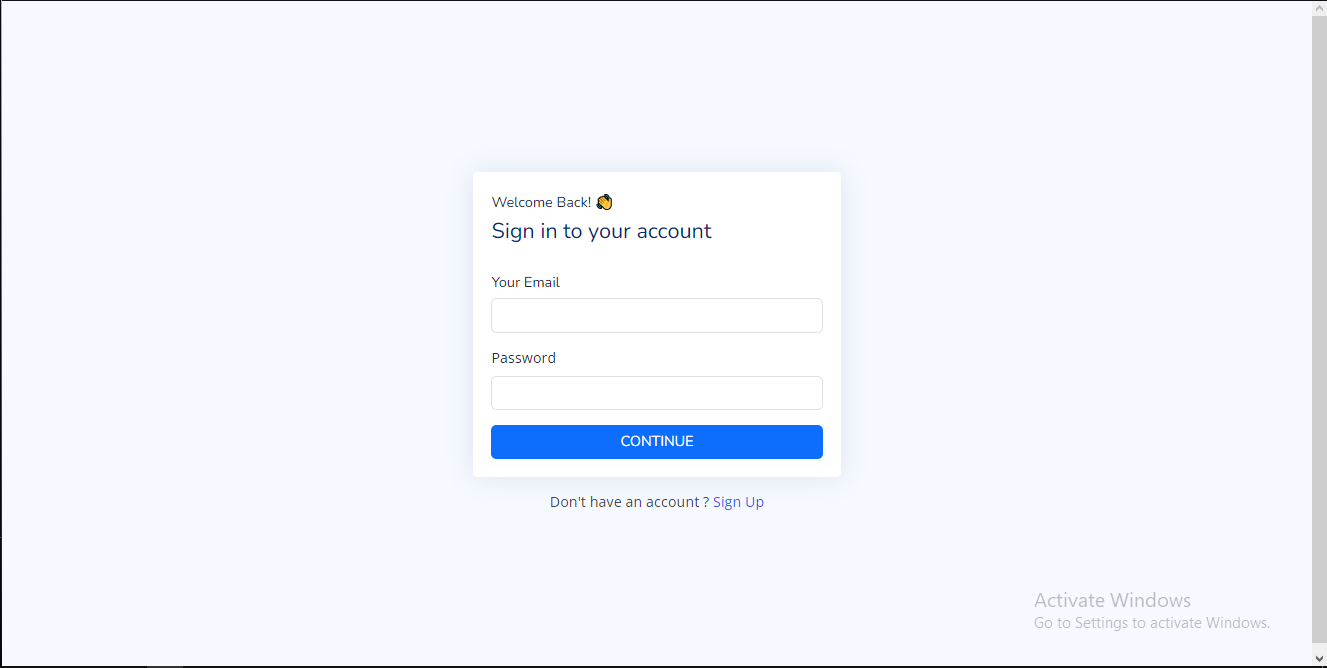 Welcome Back! 👏
Sign in to your account
Your Email
Password
CONTINUE
Don't have an account ? Sign Up
Activate Windows
Go to Settings to activate Windows.